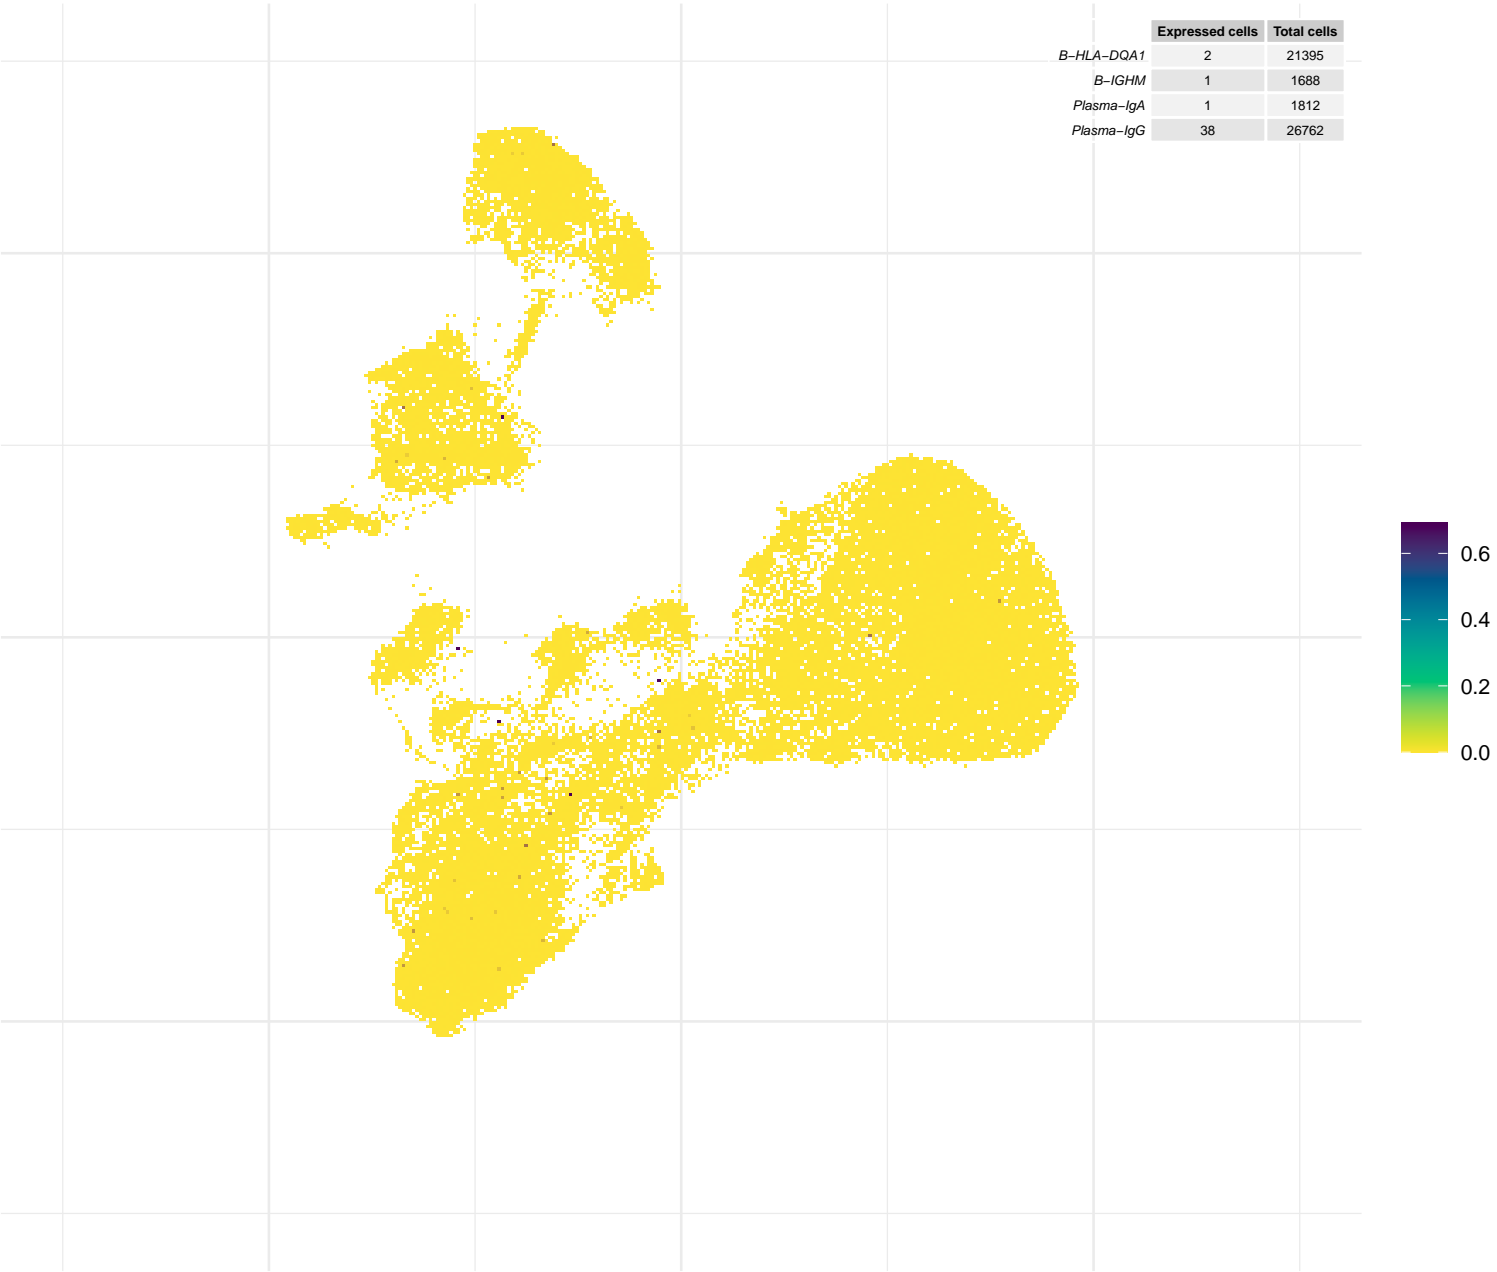 Expressed cells Total cells
B−HLA−DQA1 2 21395
B−IGHM 1 1688
Plasma−IgA 1 1812
Plasma−IgG 38 26762
0.6
0.4
0.2
0.0